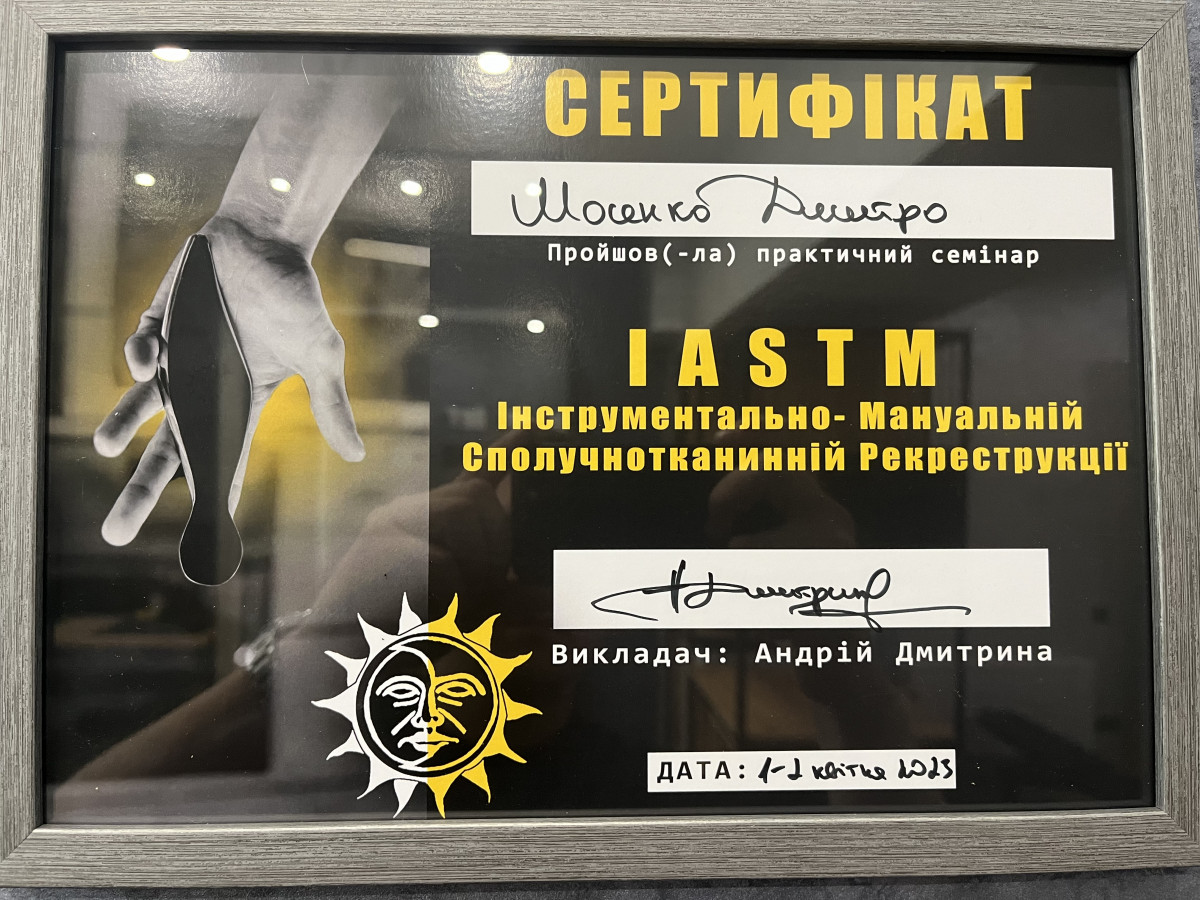 СЕРТИФІКАТ
Мосенко Дмитро
Пройшов(-ла) практичний семінар
IASTM
Інструментально- Мануальній
Сполучнотканинній Рекреструкції
Викладач: Андрій Дмитрина
ДАТА: 1-2 квітня 2023